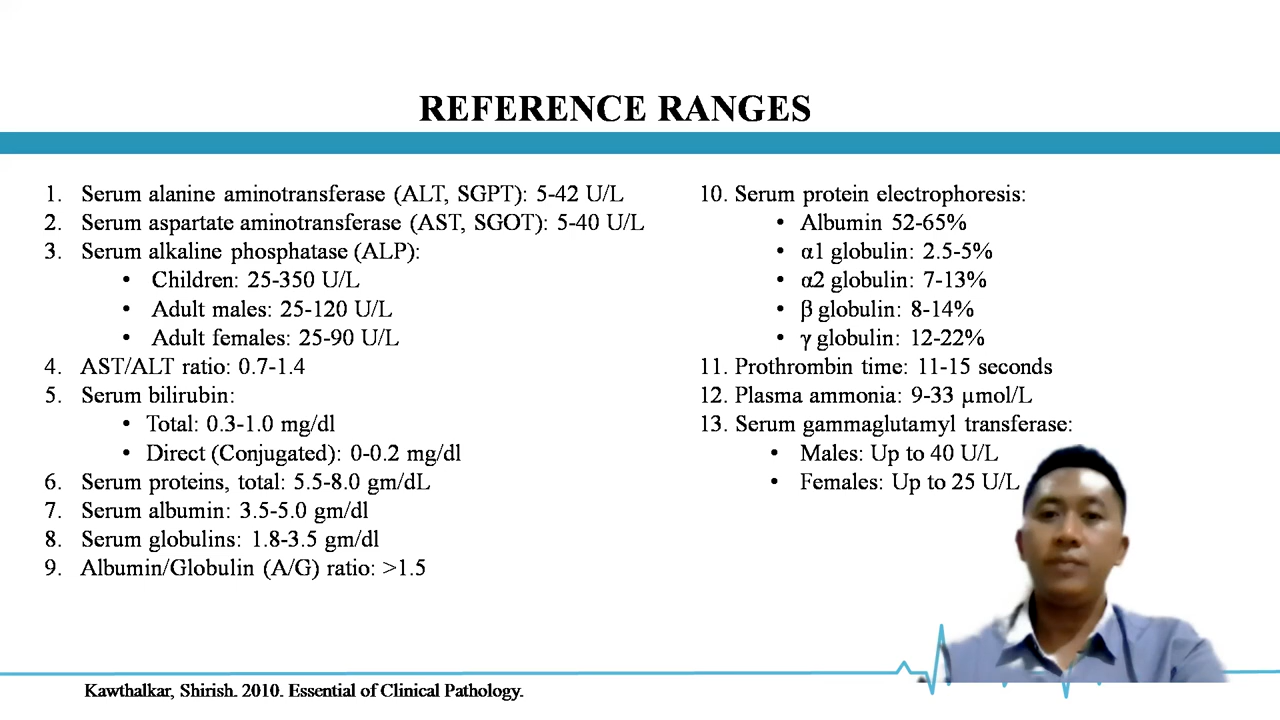 REFERENCE RANGES
1. Serum alanine aminotransferase (ALT, SGPT): 5-42 U/L
2. Serum aspartate aminotransferase (AST, SGOT): 5-40 U/L
3. Serum alkaline phosphatase (ALP):
• Children: 25-350 U/L
• Adult males: 25-120 U/L
• Adult females: 25-90 U/L
4. AST/ALT ratio: 0.7-1.4
5. Serum bilirubin:
• Total: 0.3-1.0 mg/dl
• Direct (Conjugated): 0-0.2 mg/dl
6. Serum proteins, total: 5.5-8.0 gm/dL
7. Serum albumin: 3.5-5.0 gm/dl
8. Serum globulins: 1.8-3.5 gm/dl
9. Albumin/Globulin (A/G) ratio: >1.5
10. Serum protein electrophoresis:
• Albumin 52-65%
• α1 globulin: 2.5-5%
• α2 globulin: 7-13%
• β globulin: 8-14%
• γ globulin: 12-22%
11. Prothrombin time: 11-15 seconds
12. Plasma ammonia: 9-33 µmol/L
13. Serum gammaglutamyl transferase:
• Males: Up to 40 U/L
• Females: Up to 25 U/L
Kawthalkar, Shirish. 2010. Essential of Clinical Pathology.